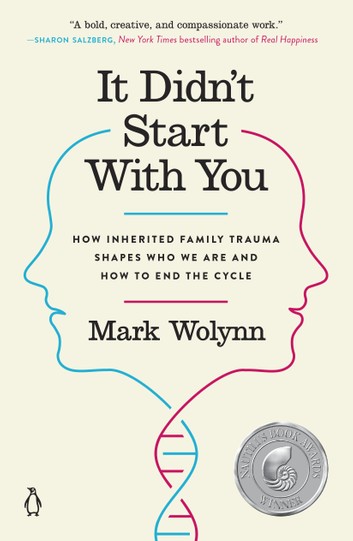 "A bold, creative, and compassionate work."
—SHARON SALZBERG, New York Times bestselling author of Real Happiness
It Didn't
Start
With You
HOW INHERITED FAMILY TRAUMA
SHAPES WHO WE ARE AND
HOW TO END THE CYCLE
Mark Wolynn
NAUTILUS BOOK AWARDS
WINNER